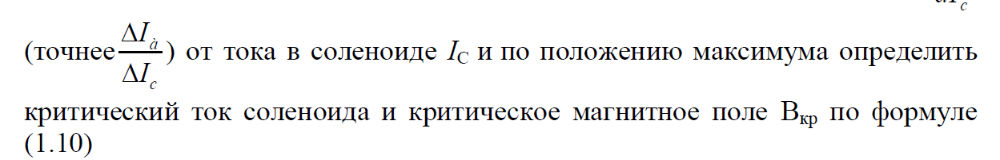 dI_c
(точнее ΔI_à/ΔI_c) от тока в соленоиде I_C и по положению максимума определить
критический ток соленоида и критическое магнитное поле B_кр по формуле
(1.10)